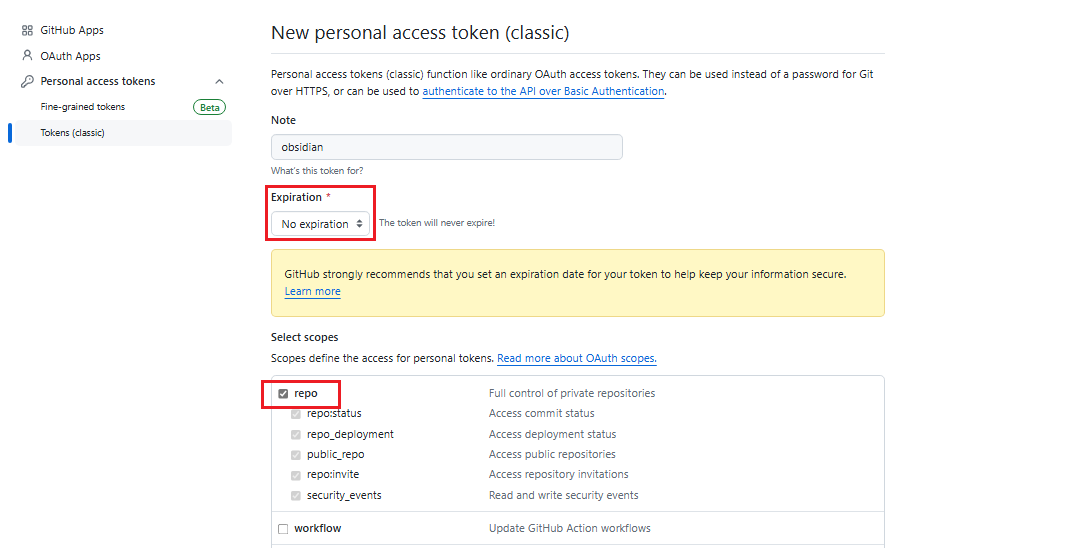 GitHub Apps
OAuth Apps
Personal access tokens
Fine-grained tokens
Beta
Tokens (classic)
New personal access token (classic)
Personal access tokens (classic) function like ordinary OAuth access tokens. They can be used instead of a password for Git
over HTTPS, or can be used to authenticate to the API over Basic Authentication.
Note
obsidian
What's this token for?
Expiration *
No expiration
The token will never expire!
GitHub strongly recommends that you set an expiration date for your token to help keep your information secure.
Learn more
Select scopes
Scopes define the access for personal tokens. Read more about OAuth scopes.
repo Full control of private repositories
repo:status Access commit status
repo_deployment Access deployment status
public_repo Access public repositories
repo:invite Access repository invitations
security_events Read and write security events
workflow Update GitHub Action workflows